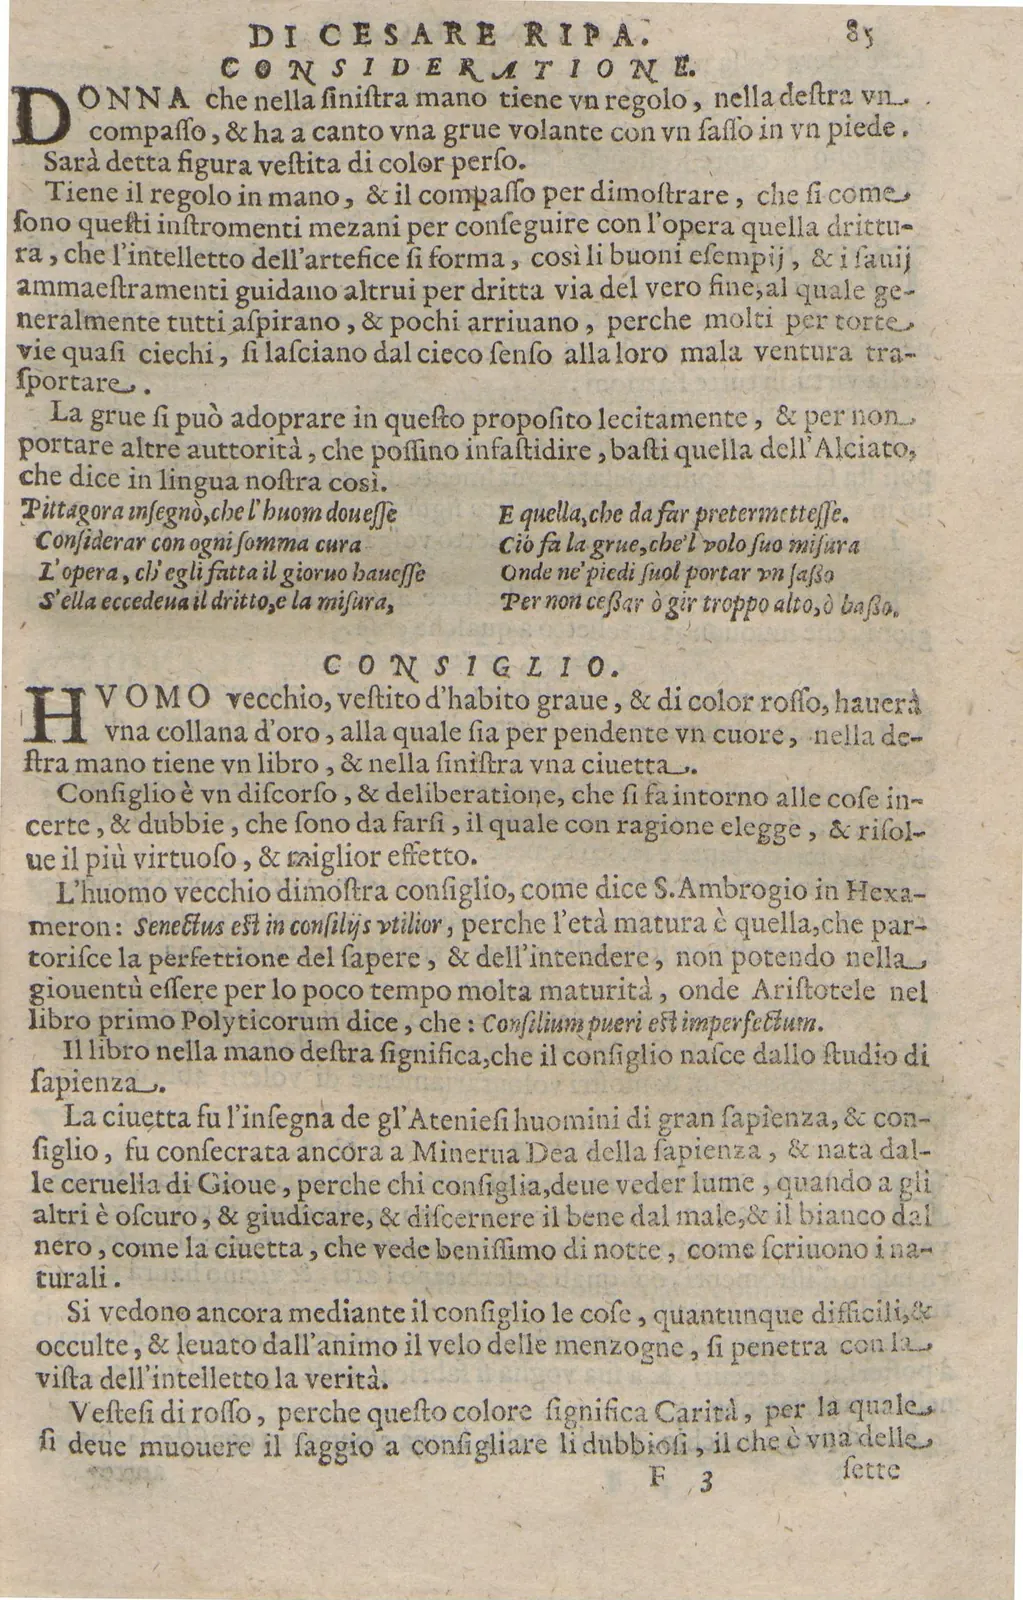 DI CESARE RIPA. 85
CONSIDERATIONE.
DONNA che nella ſiniſtra mano tiene vn regolo, nella deſtra vn
compaſſo, & ha a canto vna grue volante con vn ſaſſo in vn piede.
Sarà detta figura veſtita di color perſo.
Tiene il regolo in mano, & il compaſſo per dimoſtrare, che ſi come
ſono queſti inſtromenti mezani per conſeguire con l'opera quella drittu-
ra, che l'intelletto dell'artefice ſi forma, così li buoni eſempij, & i ſauij
ammaeſtramenti guidano altrui per dritta via del vero fine, al quale ge-
neralmente tutti aſpirano, & pochi arriuano, perche molti per torte
vie quaſi ciechi, ſi laſciano dal cieco ſenſo alla loro mala ventura tra-
ſportare.
La grue ſi può adoprare in queſto propoſito lecitamente, & per non
portare altre auttorità, che poſſino infaſtidire, baſti quella dell'Alciato,
che dice in lingua noſtra così.
Pittagora inſegnò, che l'huom doueſſe
Conſiderar con ogni ſomma cura
L'opera, ch'egli fatta il giorno haueſſe
S'ella eccedeua il dritto, e la miſura,
E quella, che da far pretermetteſſe.
Ciò fa la grue, che'l volo ſuo miſura
Onde ne'piedi ſuol portar vn ſaßo
Per non ceßar ò gir troppo alto, ò baßo.
CONSIGLIO.
HVOMO vecchio, veſtito d'habito graue, & di color roſſo, hauerà
vna collana d'oro, alla quale ſia per pendente vn cuore, nella de-
ſtra mano tiene vn libro, & nella ſiniſtra vna ciuetta.
Conſiglio è vn diſcorſo, & deliberatione, che ſi fa intorno alle coſe in-
certe, & dubbie, che ſono da farſi, il quale con ragione elegge, & riſol-
ue il più virtuoſo, & miglior effetto.
L'huomo vecchio dimoſtra conſiglio, come dice S. Ambrogio in Hexa-
meron: Senectus eſt in conſilijs vtilior, perche l'età matura è quella, che par-
toriſce la perfettione del ſapere, & dell'intendere, non potendo nella
giouentù eſſere per lo poco tempo molta maturità, onde Ariſtotele nel
libro primo Polyticorum dice, che: Conſilium pueri eſt imperfectum.
Il libro nella mano deſtra ſignifica, che il conſiglio naſce dallo ſtudio di
ſapienza.
La ciuetta fu l'inſegna de gl'Atenieſi huomini di gran ſapienza, & con-
ſiglio, fu conſecrata ancora a Minerua Dea della ſapienza, & nata dal-
le ceruella di Gioue, perche chi conſiglia, deue veder lume, quando a gli
altri è oſcuro, & giudicare, & diſcernere il bene dal male, & il bianco dal
nero, come la ciuetta, che vede beniſſimo di notte, come ſcriuono i na-
turali.
Si vedono ancora mediante il conſiglio le coſe, quantunque difficili, &
occulte, & leuato dall'animo il velo delle menzogne, ſi penetra con la
viſta dell'intelletto la verità.
Veſteſi di roſſo, perche queſto colore ſignifica Carità, per la quale
ſi deue muouere il ſaggio a conſigliare li dubbioſi, il che è vna delle
F 3 ſette